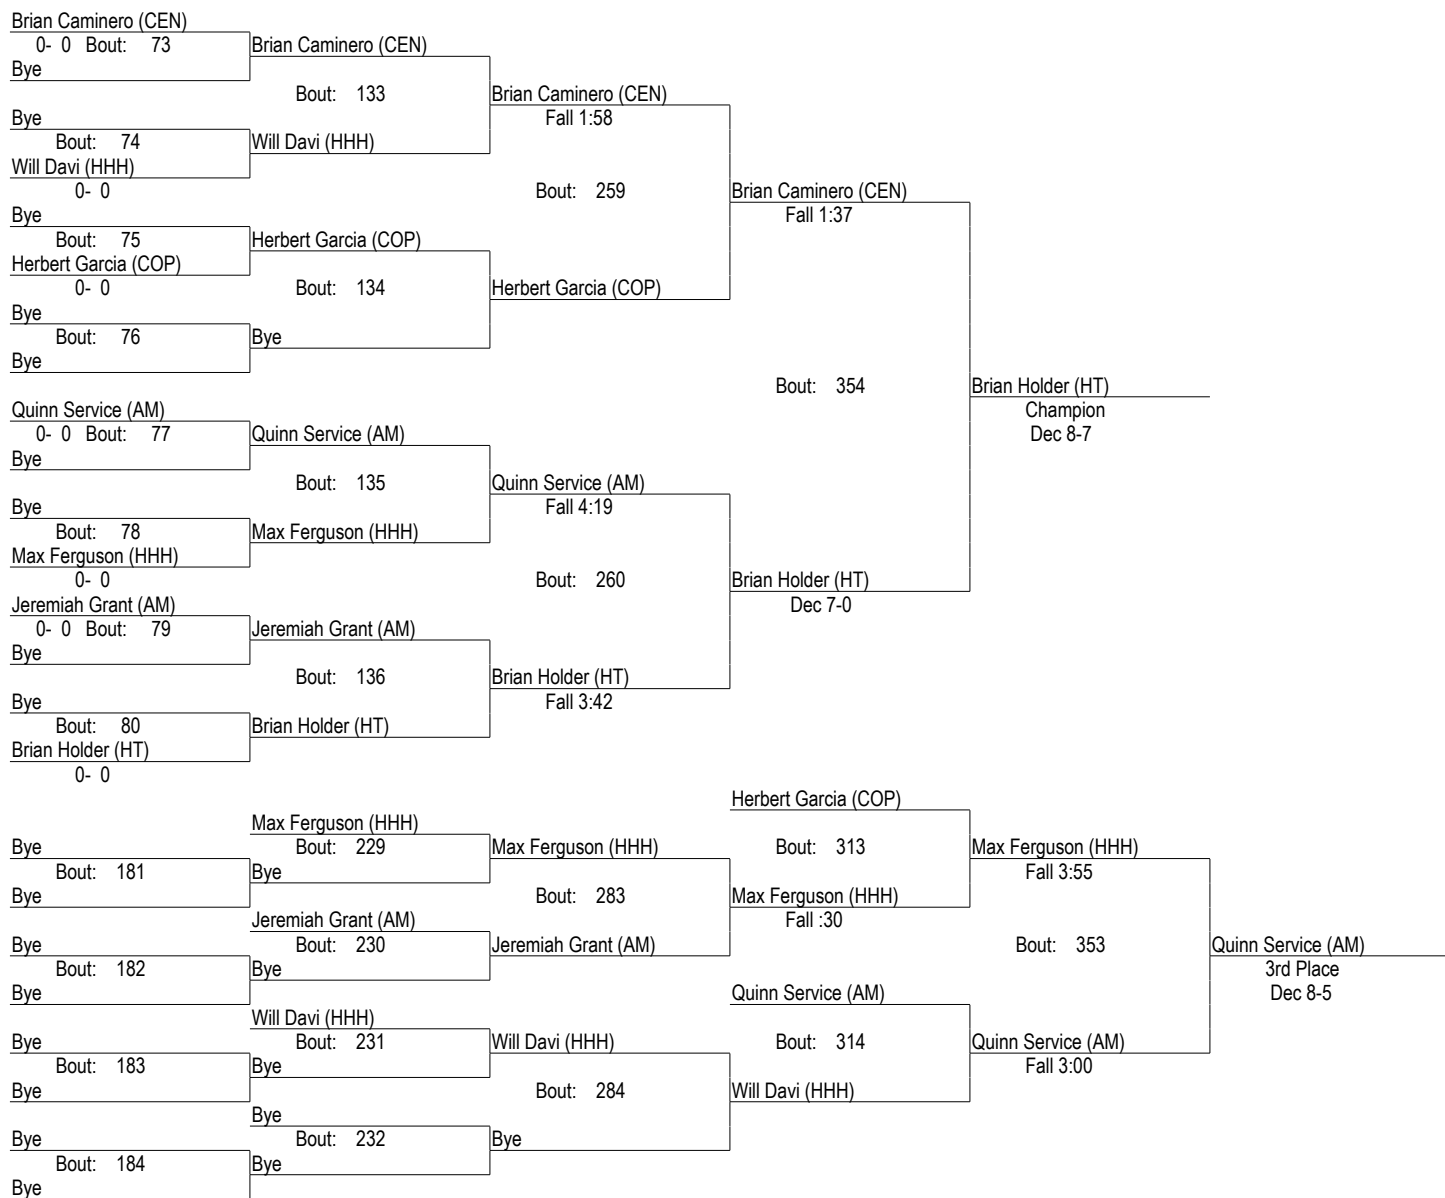 Brian Caminero (CEN)
0- 0 Bout: 73 Brian Caminero (CEN)
Bye
Bout: 133 Brian Caminero (CEN)
Bye Fall 1:58
Bout: 74 Will Davi (HHH)
Will Davi (HHH)
0- 0 Bout: 259 Brian Caminero (CEN)
Bye Fall 1:37
Bout: 75 Herbert Garcia (COP)
Herbert Garcia (COP)
0- 0 Bout: 134 Herbert Garcia (COP)
Bye
Bout: 76 Bye
Bye
Bout: 354 Brian Holder (HT)
Quinn Service (AM) Champion
0- 0 Bout: 77 Quinn Service (AM) Dec 8-7
Bye
Bout: 135 Quinn Service (AM)
Bye Fall 4:19
Bout: 78 Max Ferguson (HHH)
Max Ferguson (HHH)
0- 0 Bout: 260 Brian Holder (HT)
Jeremiah Grant (AM) Dec 7-0
0- 0 Bout: 79 Jeremiah Grant (AM)
Bye
Bout: 136 Brian Holder (HT)
Bye Fall 3:42
Bout: 80 Brian Holder (HT)
Brian Holder (HT)
0- 0
Herbert Garcia (COP)
Max Ferguson (HHH)
Bye Bout: 229 Max Ferguson (HHH) Bout: 313 Max Ferguson (HHH)
Bout: 181 Bye Fall 3:55
Bye Bout: 283 Max Ferguson (HHH)
Jeremiah Grant (AM) Fall :30
Bye Bout: 230 Jeremiah Grant (AM) Bout: 353 Quinn Service (AM)
Bout: 182 Bye 3rd Place
Bye Quinn Service (AM) Dec 8-5
Will Davi (HHH)
Bye Bout: 231 Will Davi (HHH) Bout: 314 Quinn Service (AM)
Bout: 183 Bye Fall 3:00
Bye Bout: 284 Will Davi (HHH)
Bye
Bye Bout: 232 Bye
Bout: 184 Bye
Bye